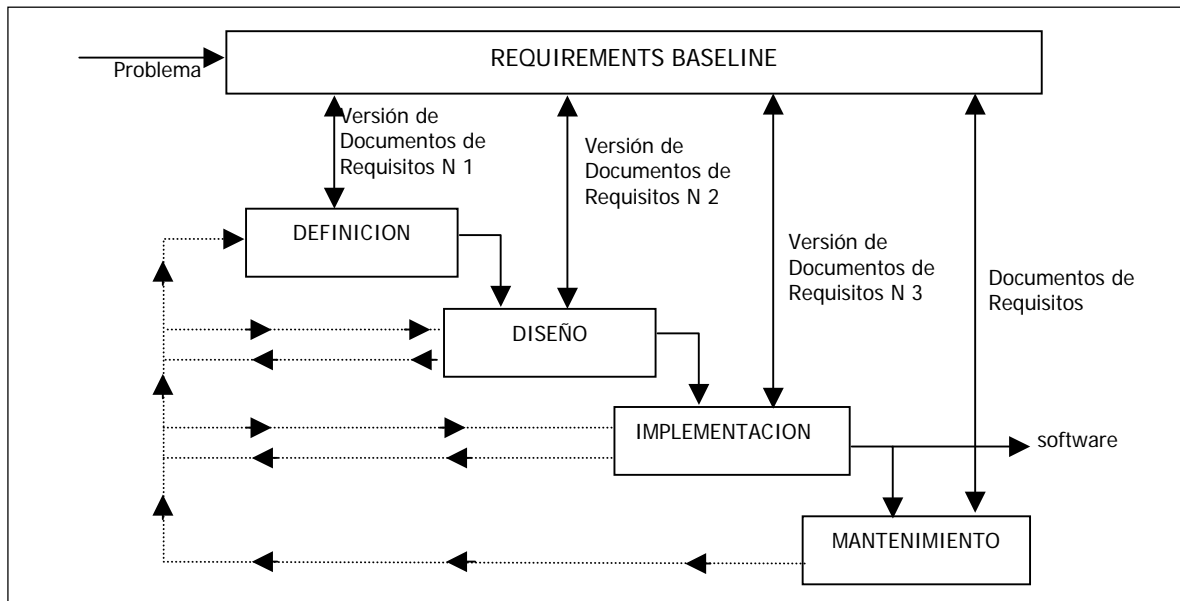 REQUIREMENTS BASELINE
Problema
Versión de
Documentos de
Requisitos N 1
Versión de
Documentos de
Requisitos N 2
DEFINICION
Versión de
Documentos de
Requisitos N 3
Documentos de
Requisitos
DISEÑO
IMPLEMENTACION
software
MANTENIMIENTO